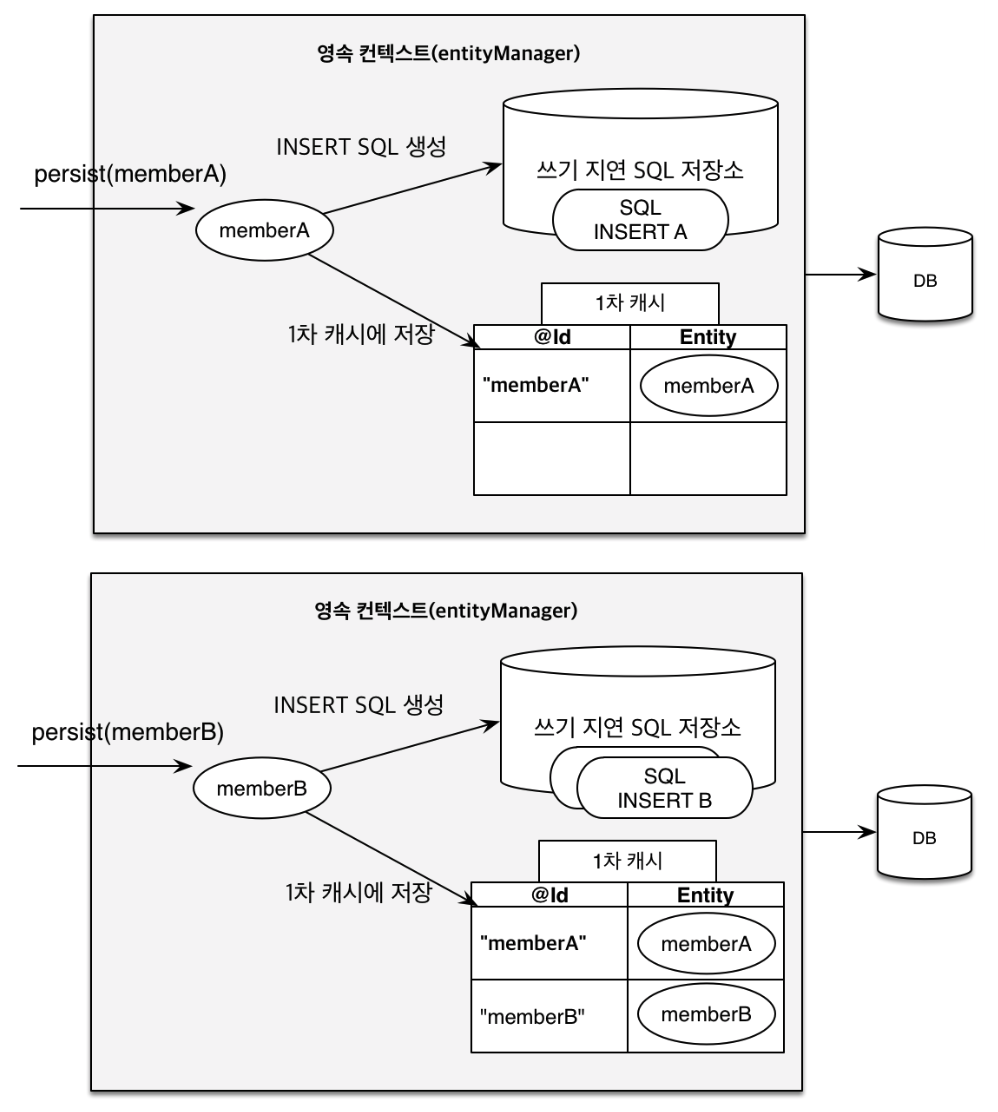 영속 컨텍스트(entityManager)
INSERT SQL 생성
persist(memberA)
쓰기 지연 SQL 저장소
SQL
INSERT A
memberA
DB
1차 캐시
1차 캐시에 저장
@Id Entity
"memberA" memberA
영속 컨텍스트(entityManager)
INSERT SQL 생성
persist(memberB)
쓰기 지연 SQL 저장소
SQL
INSERT B
memberB
DB
1차 캐시
1차 캐시에 저장
@Id Entity
"memberA" memberA
"memberB" memberB